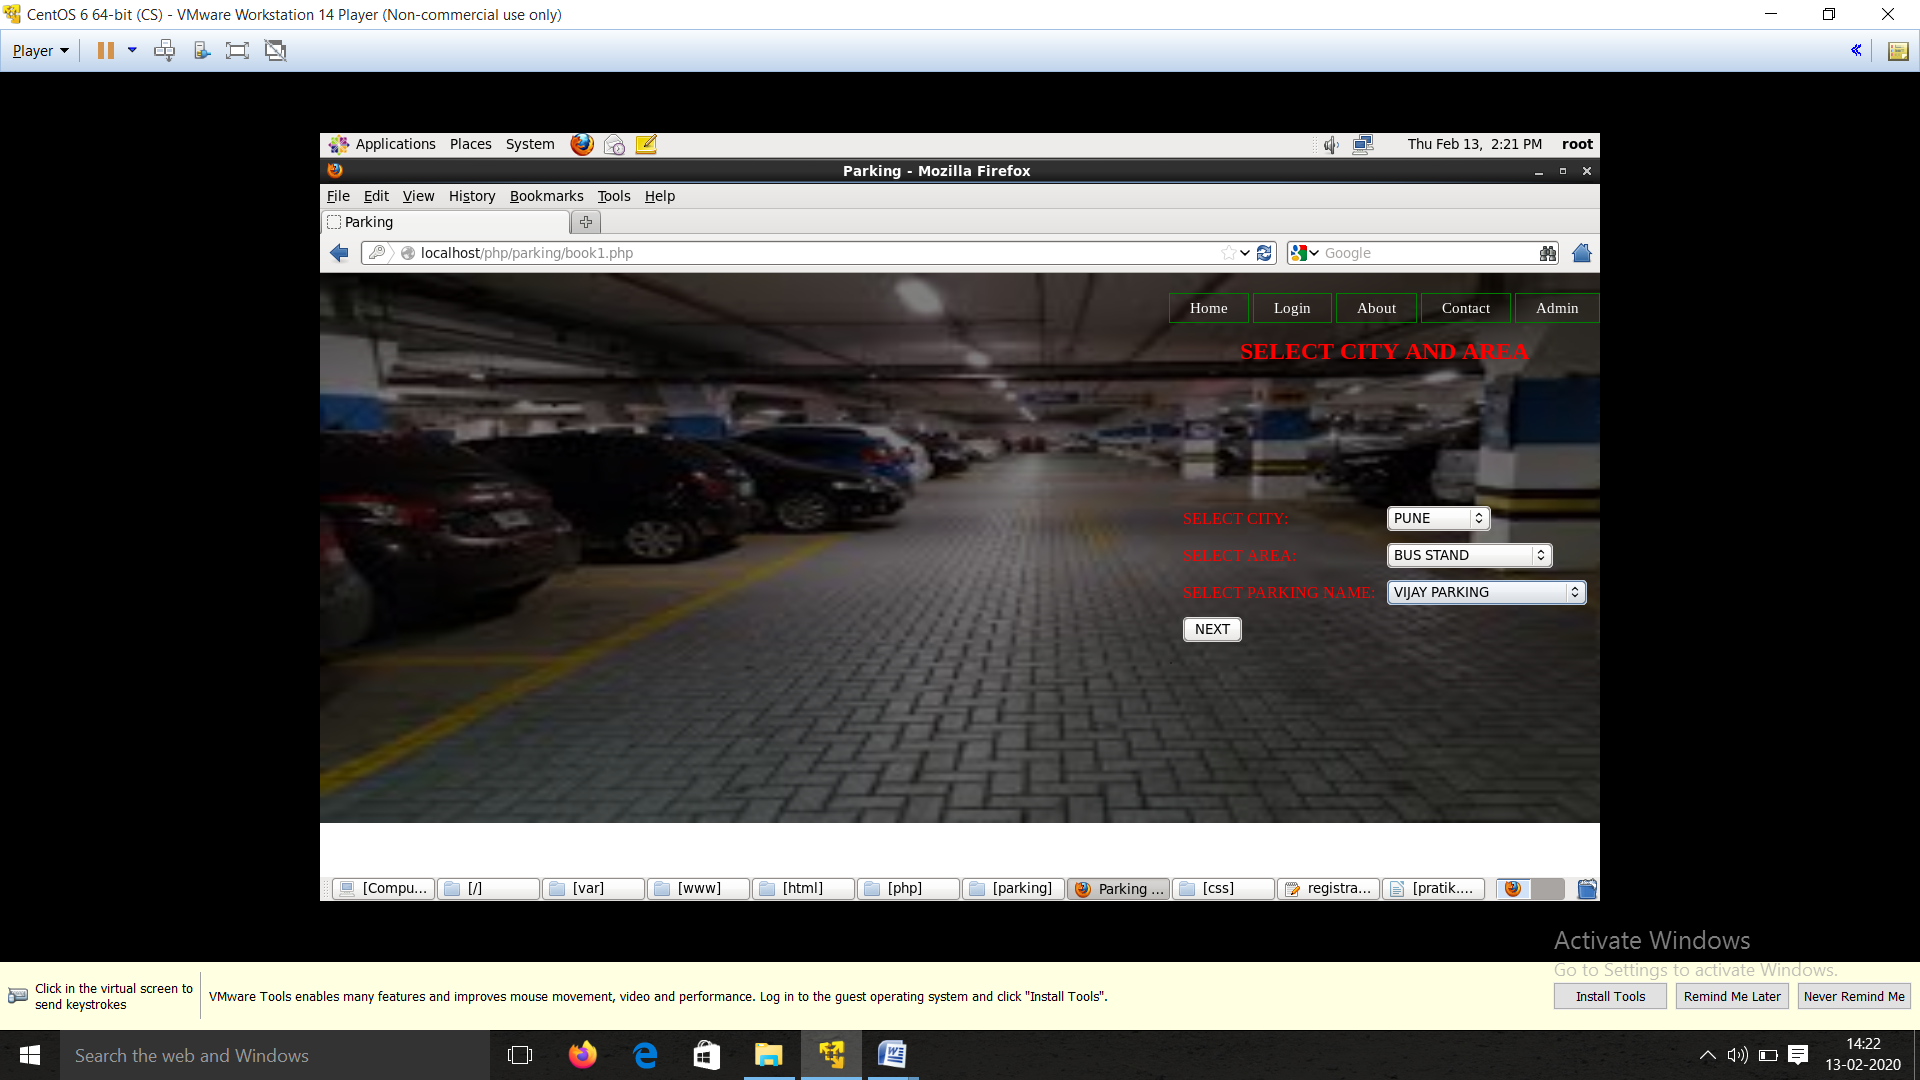 CentOS 6 64-bit (CS) - VMware Workstation 14 Player (Non-commercial use only)
Player
Applications Places System Thu Feb 13, 2:21 PM root
Parking - Mozilla Firefox
File Edit View History Bookmarks Tools Help
Parking
localhost/php/parking/book1.php Google
Home Login About Contact Admin
SELECT CITY AND AREA
SELECT CITY: PUNE
SELECT AREA: BUS STAND
SELECT PARKING NAME: VIJAY PARKING
NEXT
[Compu... [/] [var] [www] [html] [php] [parking] Parking ... [css] registra... [pratik....
Activate Windows
Go to Settings to activate Windows.
Click in the virtual screen to
send keystrokes
VMware Tools enables many features and improves mouse movement, video and performance. Log in to the guest operating system and click "Install Tools".
Install Tools Remind Me Later Never Remind Me
Search the web and Windows
14:22
13-02-2020